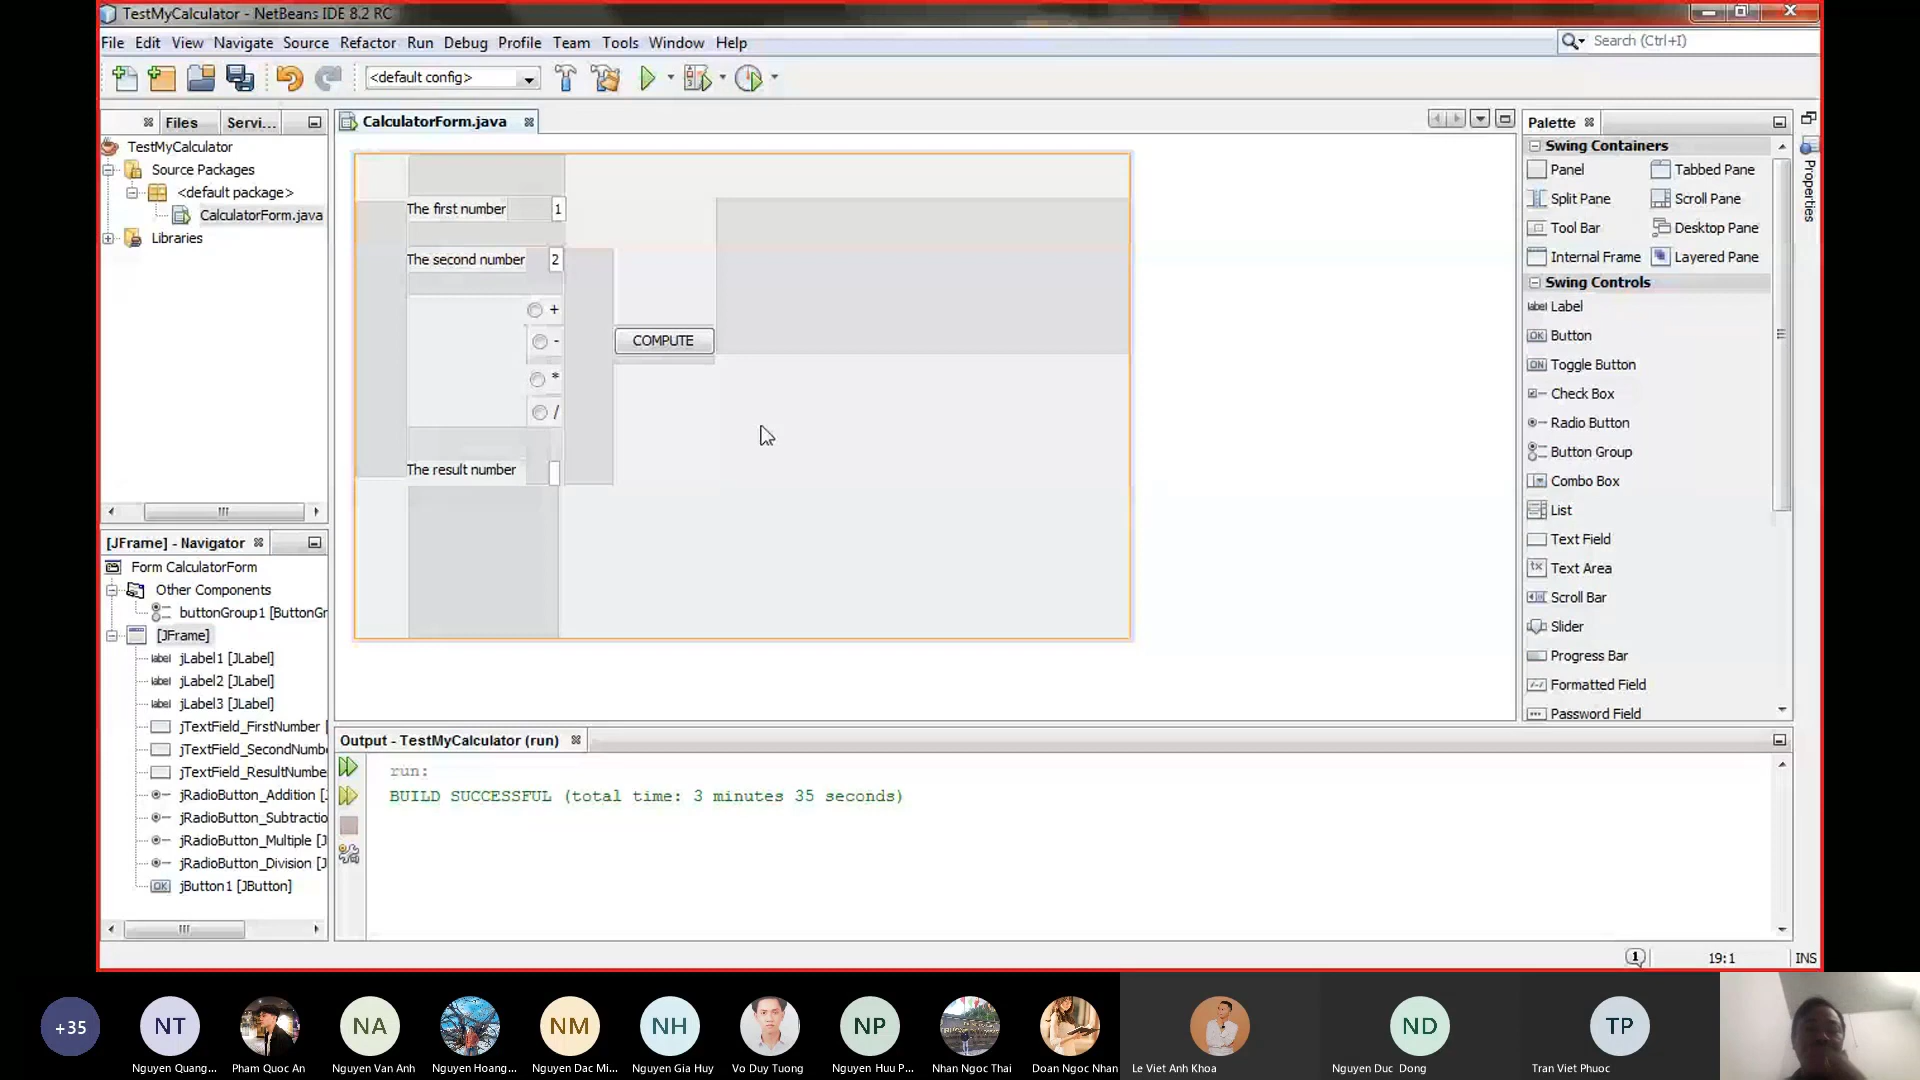 TestMyCalculator - NetBeans IDE 8.2 RC
File Edit View Navigate Source Refactor Run Debug Profile Team Tools Window Help
Search (Ctrl+I)
<default config>
Files Servi...
TestMyCalculator
Source Packages
<default package>
CalculatorForm.java
Libraries
[JFrame] - Navigator
Form CalculatorForm
Other Components
buttonGroup1 [ButtonGr
[JFrame]
label jLabel1 [JLabel]
label jLabel2 [JLabel]
label jLabel3 [JLabel]
jTextField_FirstNumber [
jTextField_SecondNumbe
jTextField_ResultNumbe
jRadioButton_Addition [J
jRadioButton_Subtractio
jRadioButton_Multiple [J
jRadioButton_Division [J
OK jButton1 [JButton]
CalculatorForm.java
The first number 1
The second number 2
+
-
*
/
COMPUTE
The result number
Output - TestMyCalculator (run)
run:
BUILD SUCCESSFUL (total time: 3 minutes 35 seconds)
Palette
Swing Containers
Panel Tabbed Pane
Split Pane Scroll Pane
Tool Bar Desktop Pane
Internal Frame Layered Pane
Swing Controls
label Label
OK Button
ON Toggle Button
Check Box
Radio Button
Button Group
Combo Box
List
Text Field
Text Area
Scroll Bar
Slider
Progress Bar
Formatted Field
Password Field
Properties
1
19:1 INS
+35
NT NA NM NH NP ND TP
Nguyen Quang... Pham Quoc An Nguyen Van Anh Nguyen Hoang... Nguyen Dac Mi... Nguyen Gia Huy Vo Duy Tuong Nguyen Huu P... Nhan Ngoc Thai Doan Ngoc Nhan Le Viet Anh Khoa Nguyen Duc Dong Tran Viet Phuoc